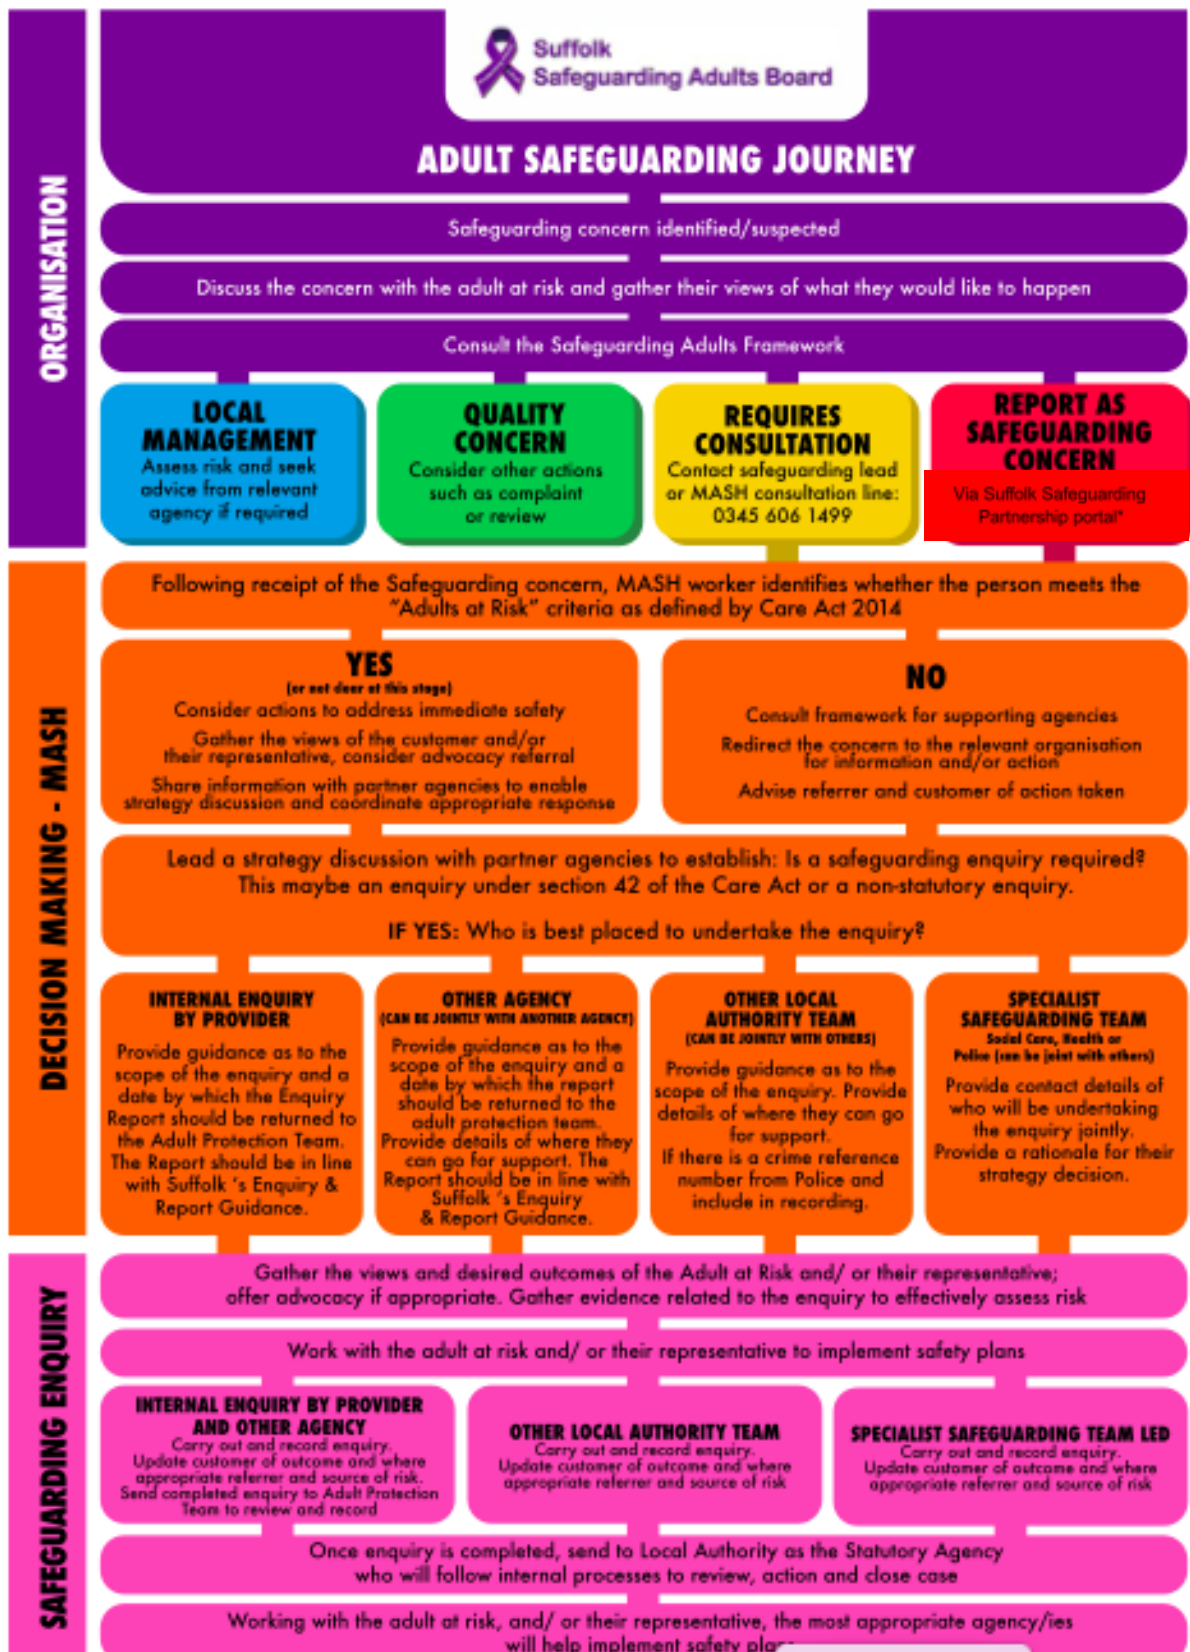 Suffolk
Safeguarding Adults Board
ADULT SAFEGUARDING JOURNEY
ORGANISATION
Safeguarding concern identified/suspected
Discuss the concern with the adult at risk and gather their views of what they would like to happen
Consult the Safeguarding Adults Framework
LOCAL
MANAGEMENT
Assess risk and seek
advice from relevant
agency if required
QUALITY
CONCERN
Consider other actions
such as complaint
or review
REQUIRES
CONSULTATION
Contact safeguarding lead
or MASH consultation line:
0345 606 1499
REPORT AS
SAFEGUARDING
CONCERN
Via Suffolk Safeguarding
Partnership portal*
DECISION MAKING - MASH
Following receipt of the Safeguarding concern, MASH worker identifies whether the person meets the
"Adults at Risk" criteria as defined by Care Act 2014
YES
(or not clear at this stage)
Consider actions to address immediate safety
Gather the views of the customer and/or
their representative, consider advocacy referral
Share information with partner agencies to enable
strategy discussion and coordinate appropriate response
NO
Consult framework for supporting agencies
Redirect the concern to the relevant organisation
for information and/or action
Advise referrer and customer of action taken
Lead a strategy discussion with partner agencies to establish: Is a safeguarding enquiry required?
This maybe an enquiry under section 42 of the Care Act or a non-statutory enquiry.
IF YES: Who is best placed to undertake the enquiry?
INTERNAL ENQUIRY
BY PROVIDER
Provide guidance as to the
scope of the enquiry and a
date by which the Enquiry
Report should be returned to
the Adult Protection Team.
The Report should be in line
with Suffolk 's Enquiry &
Report Guidance.
OTHER AGENCY
(CAN BE JOINTLY WITH ANOTHER AGENCY)
Provide guidance as to the
scope of the enquiry and a
date by which the report
should be returned to the
adult protection team.
Provide details of where they
can go for support. The
Report should be in line with
Suffolk 's Enquiry
& Report Guidance.
OTHER LOCAL
AUTHORITY TEAM
(CAN BE JOINTLY WITH OTHERS)
Provide guidance as to the
scope of the enquiry. Provide
details of where they can go
for support.
If there is a crime reference
number from Police and
include in recording.
SPECIALIST
SAFEGUARDING TEAM
Social Care, Health or
Police (can be joint with others)
Provide contact details of
who will be undertaking
the enquiry jointly.
Provide a rationale for their
strategy decision.
SAFEGUARDING ENQUIRY
Gather the views and desired outcomes of the Adult at Risk and/ or their representative;
offer advocacy if appropriate. Gather evidence related to the enquiry to effectively assess risk
Work with the adult at risk and/ or their representative to implement safety plans
INTERNAL ENQUIRY BY PROVIDER
AND OTHER AGENCY
Carry out and record enquiry.
Update customer of outcome and where
appropriate referrer and source of risk.
Send completed enquiry to Adult Protection
Team to review and record
OTHER LOCAL AUTHORITY TEAM
Carry out and record enquiry.
Update customer of outcome and where
appropriate referrer and source of risk
SPECIALIST SAFEGUARDING TEAM LED
Carry out and record enquiry.
Update customer of outcome and where
appropriate referrer and source of risk
Once enquiry is completed, send to Local Authority as the Statutory Agency
who will follow internal processes to review, action and close case
Working with the adult at risk, and/ or their representative, the most appropriate agency/ies
will help implement safety